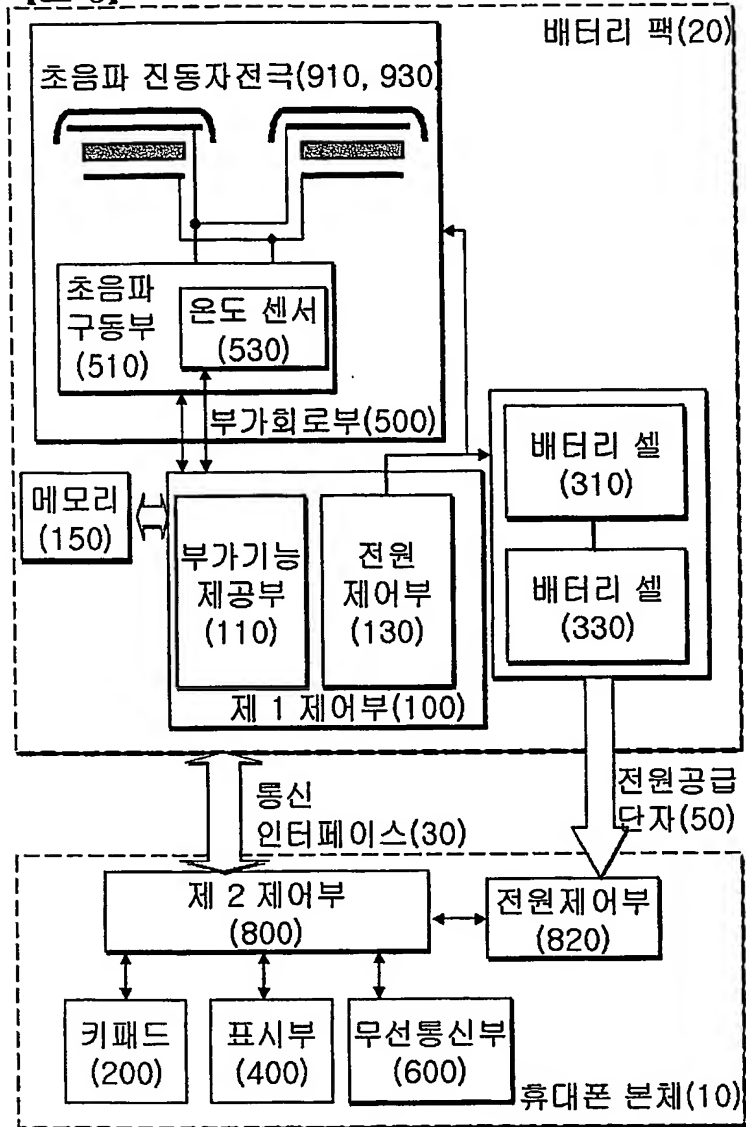 배터리 팩(20)
초음파 진동자전극(910, 930)
초음파
구동부
(510)
온도 센서
(530)
부가회로부(500)
메모리
(150)
부가기능
제공부
(110)
전원
제어부
(130)
제 1 제어부(100)
배터리 셀
(310)
배터리 셀
(330)
통신
인터페이스(30)
전원공급
단자(50)
제 2 제어부
(800)
전원제어부
(820)
키패드
(200)
표시부
(400)
무선통신부
(600)
휴대폰 본체(10)